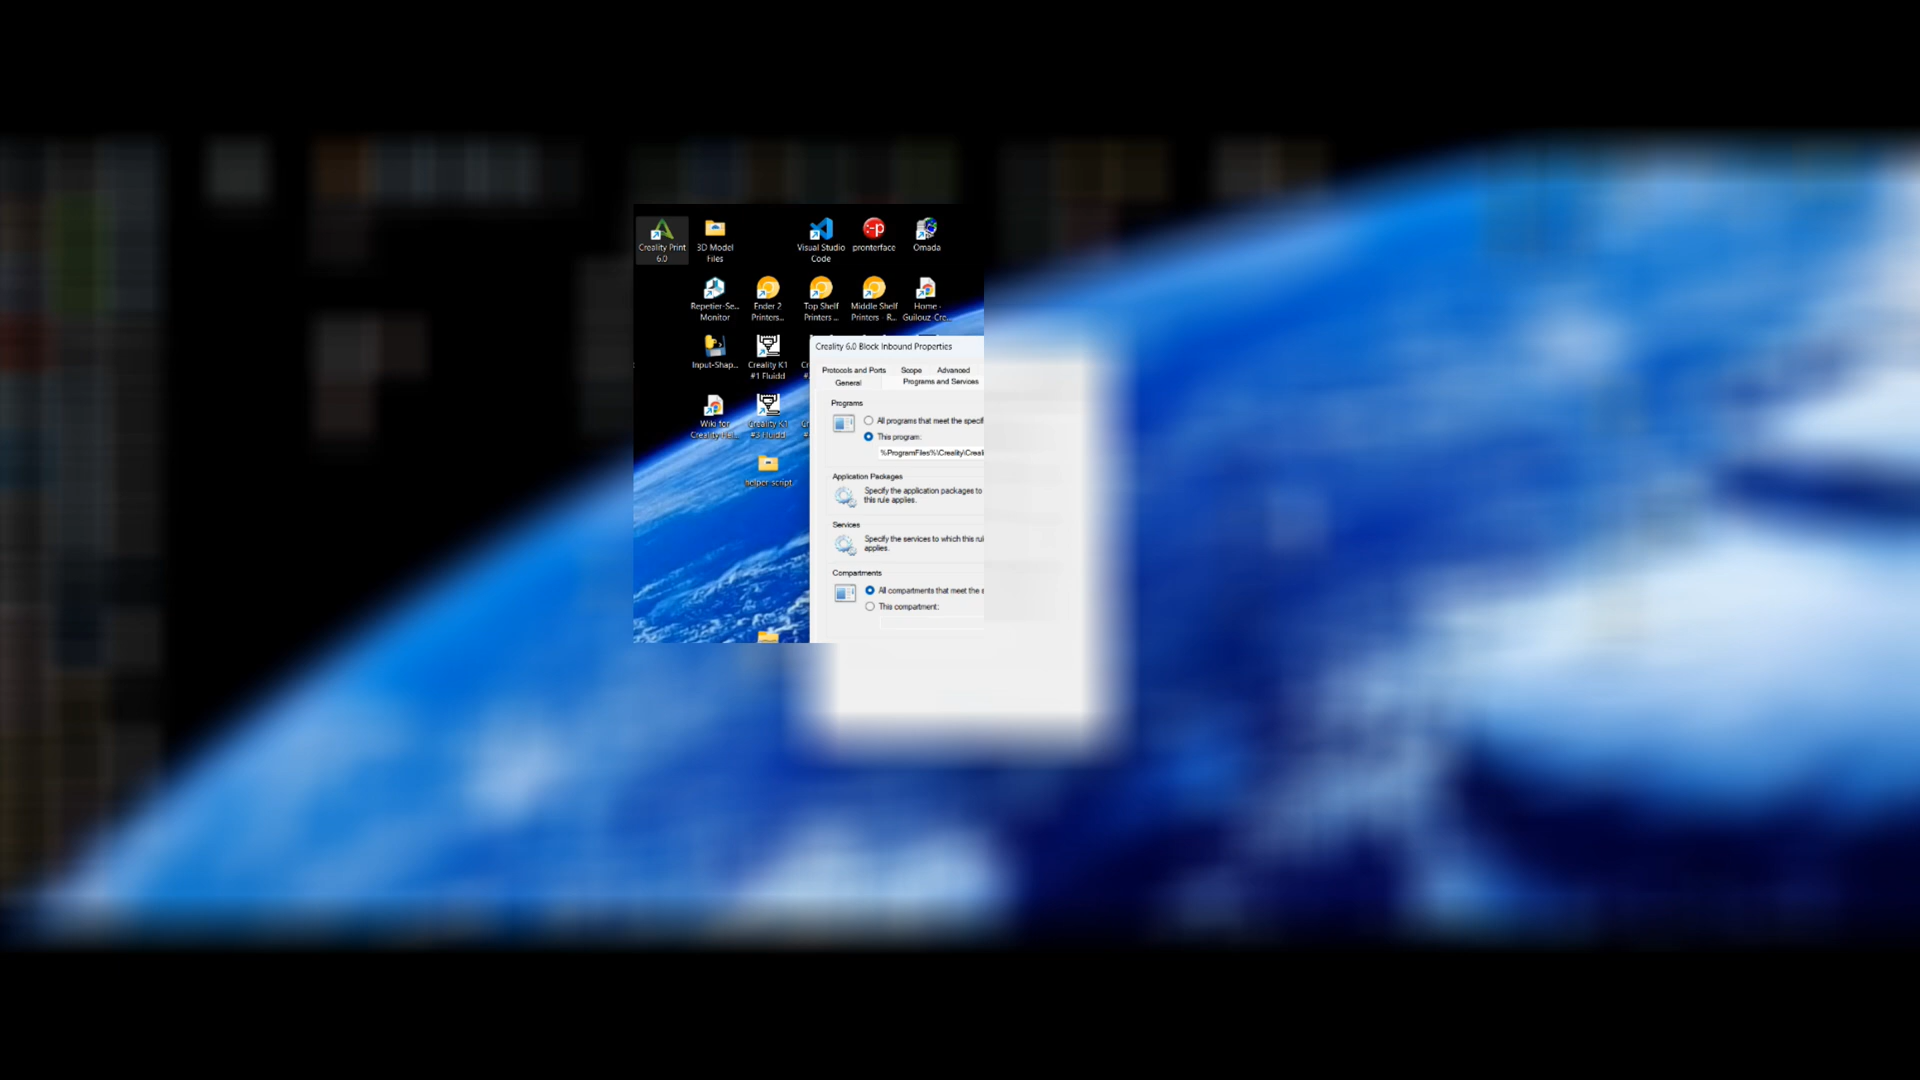 Creality Print
6.0
3D Model
Files
Visual Studio
Code
pronterface
Omada
Repetier-Se...
Monitor
Ender 2
Printers...
Top Shelf
Printers ...
Middle Shelf
Printers - R...
Home -
Guilouz Cre...
Input-Shap...
Creality K1
#1 Fluidd
Wiki for
Creality Hel...
Creality K1
#3 Fluidd
helper-script
Creality 6.0 Block Inbound Properties
Protocols and Ports
Scope
Advanced
General
Programs and Services
Programs
All programs that meet the specif
This program:
%ProgramFiles%\Creality\Creali
Application Packages
Specify the application packages to
this rule applies.
Services
Specify the services to which this rul
applies.
Compartments
All compartments that meet the s
This compartment: